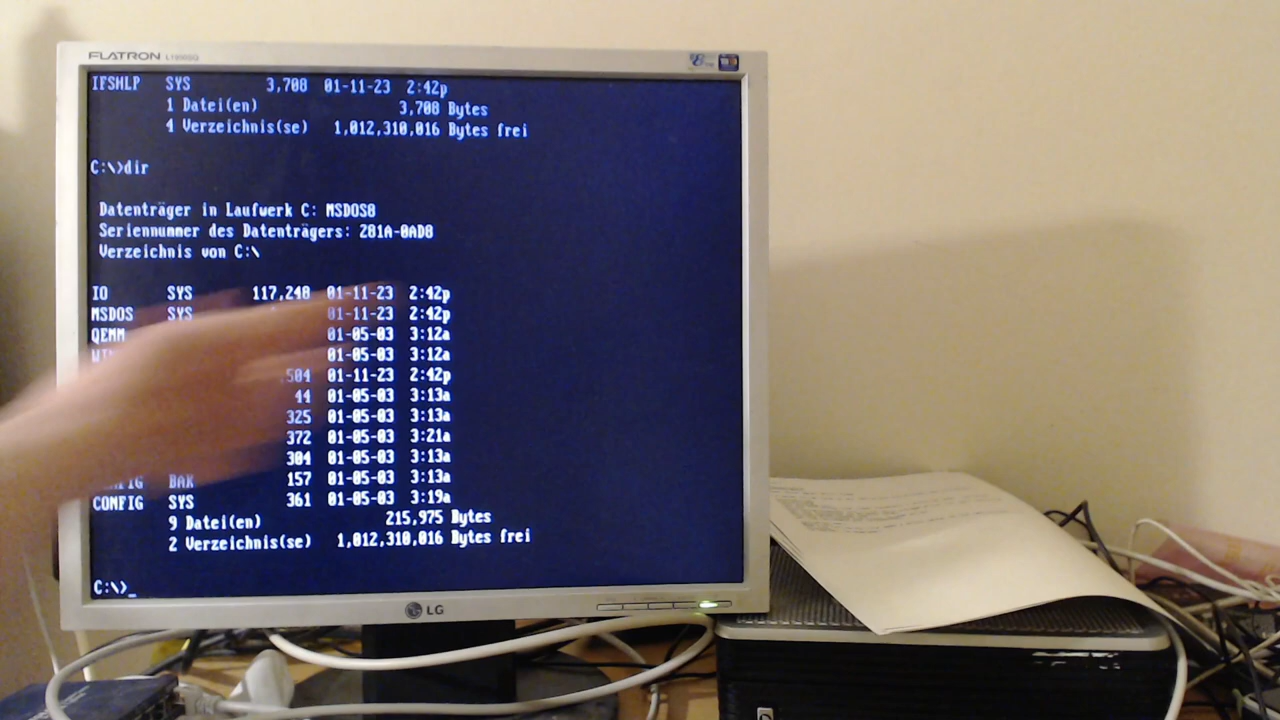 FLATRON
IFSHLP SYS 3,708 01-11-23 2:42p
1 Datei(en) 3,708 Bytes
4 Verzeichnis(se) 1,012,310,016 Bytes frei
C:\>dir
Datenträger in Laufwerk C: MSDOS8
Seriennummer des Datenträgers: 281A-0AD8
Verzeichnis von C:\
IO SYS 117,248 01-11-23 2:42p
MSDOS SYS 01-11-23 2:42p
QEMM 01-05-03 3:12a
01-05-03 3:12a
,504 01-11-23 2:42p
44 01-05-03 3:13a
325 01-05-03 3:13a
372 01-05-03 3:21a
304 01-05-03 3:13a
BAK 157 01-05-03 3:13a
CONFIG SYS 361 01-05-03 3:19a
9 Datei(en) 215,975 Bytes
2 Verzeichnis(se) 1,012,310,016 Bytes frei
C:\>_
LG